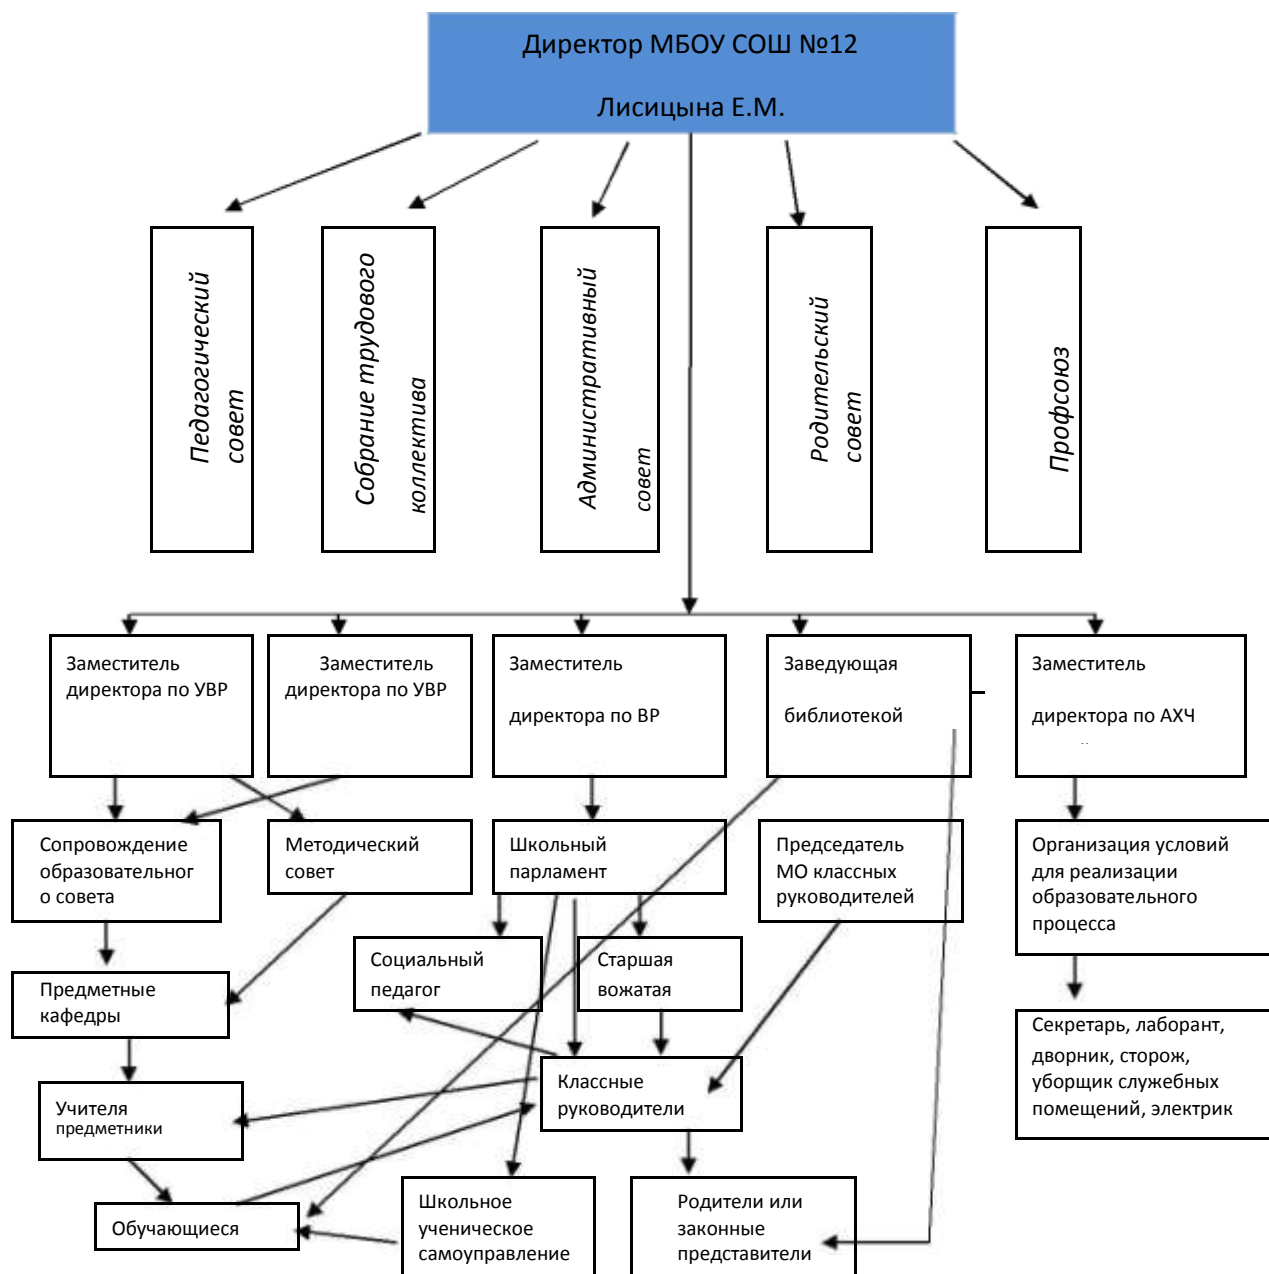 Директор МБОУ СОШ №12
Лисицына Е.М.
Педагогический
совет
Собрание трудового
коллектива
Административный
совет
Родительский
совет
Профсоюз
Заместитель
директора по УВР
Заместитель
директора по УВР
Заместитель
директора по ВР
Заведующая
библиотекой
Заместитель
директора по АХЧ
Сопровождение
образовательног
о совета
Методический
совет
Школьный
парламент
Председатель
МО классных
руководителей
Организация условий
для реализации
образовательного
процесса
Социальный
педагог
Старшая
вожатая
Предметные
кафедры
Секретарь, лаборант,
дворник, сторож,
уборщик служебных
помещений, электрик
Классные
руководители
Учителя
предметники
Обучающиеся
Школьное
ученическое
самоуправление
Родители или
законные
представители